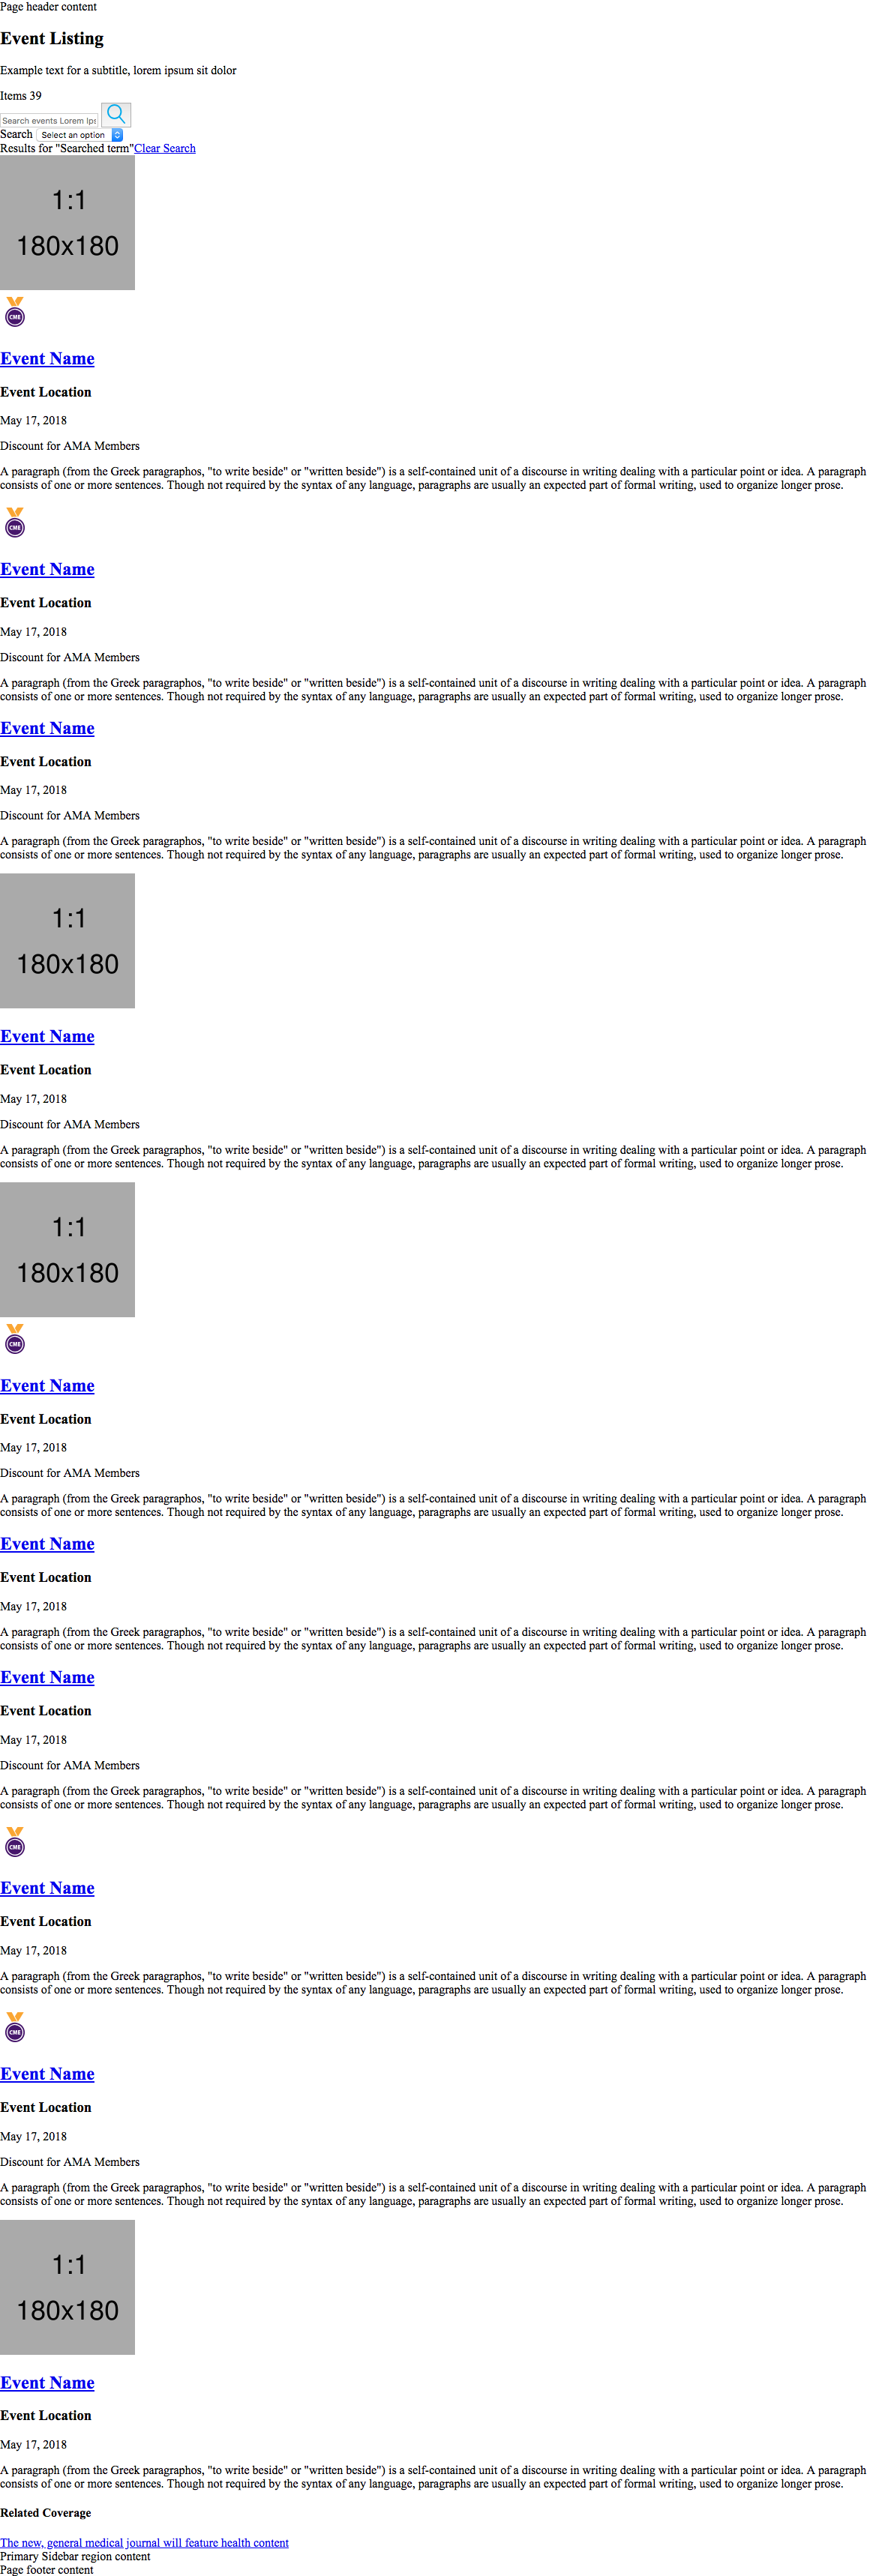 Page header content
Event Listing
Example text for a subtitle, lorem ipsum sit dolor
Items 39
Search events Lorem Ips
Search Select an option
Results for "Searched term"Clear Search
1:1
180x180
CME
Event Name
Event Location
May 17, 2018
Discount for AMA Members
A paragraph (from the Greek paragraphos, "to write beside" or "written beside") is a self-contained unit of a discourse in writing dealing with a particular point or idea. A paragraph
consists of one or more sentences. Though not required by the syntax of any language, paragraphs are usually an expected part of formal writing, used to organize longer prose.
CME
Event Name
Event Location
May 17, 2018
Discount for AMA Members
A paragraph (from the Greek paragraphos, "to write beside" or "written beside") is a self-contained unit of a discourse in writing dealing with a particular point or idea. A paragraph
consists of one or more sentences. Though not required by the syntax of any language, paragraphs are usually an expected part of formal writing, used to organize longer prose.
Event Name
Event Location
May 17, 2018
Discount for AMA Members
A paragraph (from the Greek paragraphos, "to write beside" or "written beside") is a self-contained unit of a discourse in writing dealing with a particular point or idea. A paragraph
consists of one or more sentences. Though not required by the syntax of any language, paragraphs are usually an expected part of formal writing, used to organize longer prose.
1:1
180x180
Event Name
Event Location
May 17, 2018
Discount for AMA Members
A paragraph (from the Greek paragraphos, "to write beside" or "written beside") is a self-contained unit of a discourse in writing dealing with a particular point or idea. A paragraph
consists of one or more sentences. Though not required by the syntax of any language, paragraphs are usually an expected part of formal writing, used to organize longer prose.
1:1
180x180
CME
Event Name
Event Location
May 17, 2018
Discount for AMA Members
A paragraph (from the Greek paragraphos, "to write beside" or "written beside") is a self-contained unit of a discourse in writing dealing with a particular point or idea. A paragraph
consists of one or more sentences. Though not required by the syntax of any language, paragraphs are usually an expected part of formal writing, used to organize longer prose.
Event Name
Event Location
May 17, 2018
A paragraph (from the Greek paragraphos, "to write beside" or "written beside") is a self-contained unit of a discourse in writing dealing with a particular point or idea. A paragraph
consists of one or more sentences. Though not required by the syntax of any language, paragraphs are usually an expected part of formal writing, used to organize longer prose.
Event Name
Event Location
May 17, 2018
Discount for AMA Members
A paragraph (from the Greek paragraphos, "to write beside" or "written beside") is a self-contained unit of a discourse in writing dealing with a particular point or idea. A paragraph
consists of one or more sentences. Though not required by the syntax of any language, paragraphs are usually an expected part of formal writing, used to organize longer prose.
CME
Event Name
Event Location
May 17, 2018
A paragraph (from the Greek paragraphos, "to write beside" or "written beside") is a self-contained unit of a discourse in writing dealing with a particular point or idea. A paragraph
consists of one or more sentences. Though not required by the syntax of any language, paragraphs are usually an expected part of formal writing, used to organize longer prose.
CME
Event Name
Event Location
May 17, 2018
Discount for AMA Members
A paragraph (from the Greek paragraphos, "to write beside" or "written beside") is a self-contained unit of a discourse in writing dealing with a particular point or idea. A paragraph
consists of one or more sentences. Though not required by the syntax of any language, paragraphs are usually an expected part of formal writing, used to organize longer prose.
1:1
180x180
Event Name
Event Location
May 17, 2018
A paragraph (from the Greek paragraphos, "to write beside" or "written beside") is a self-contained unit of a discourse in writing dealing with a particular point or idea. A paragraph
consists of one or more sentences. Though not required by the syntax of any language, paragraphs are usually an expected part of formal writing, used to organize longer prose.
Related Coverage
The new, general medical journal will feature health content
Primary Sidebar region content
Page footer content